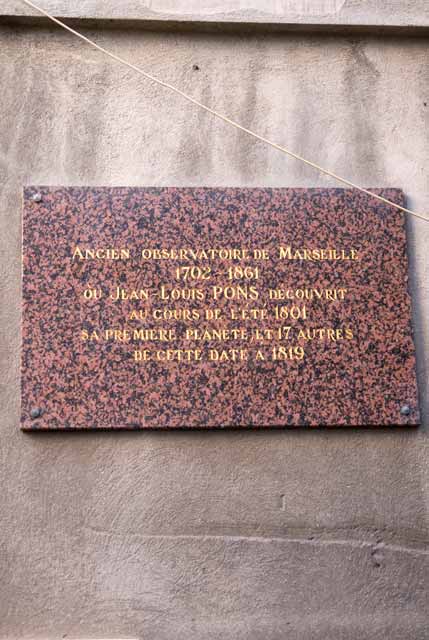 ANCIEN OBSERVATOIRE DE MARSEILLE
1702 - 1861
OU JEAN-LOUIS PONS DECOUVRIT
AU COURS DE L'ETE 1801
SA PREMIERE PLANETE ET 17 AUTRES
DE CETTE DATE A 1819